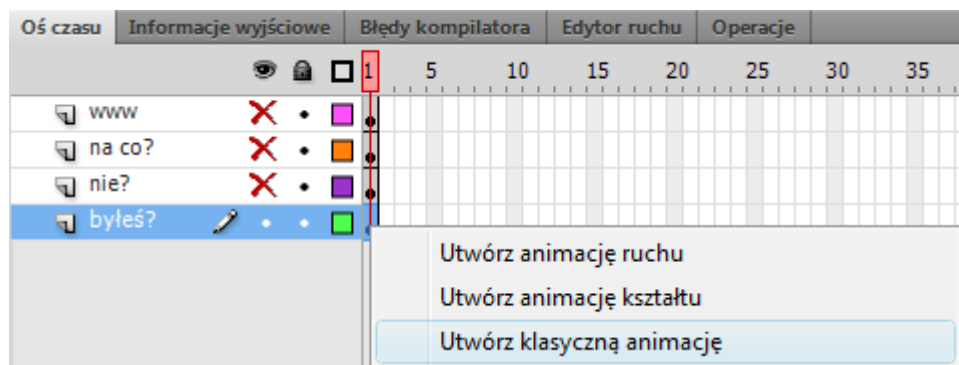 Oś czasu Informacje wyjściowe Błędy kompilatora Edytor ruchu Operacje
1 5 10 15 20 25 30 35
www
na co?
nie?
byłeś?
Utwórz animację ruchu
Utwórz animację kształtu
Utwórz klasyczną animację